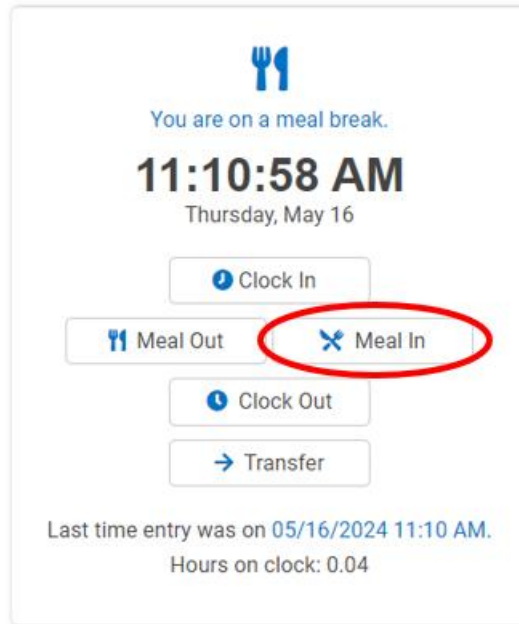 You are on a meal break.
11:10:58 AM
Thursday, May 16
Clock In
Meal Out Meal In
Clock Out
Transfer
Last time entry was on 05/16/2024 11:10 AM.
Hours on clock: 0.04